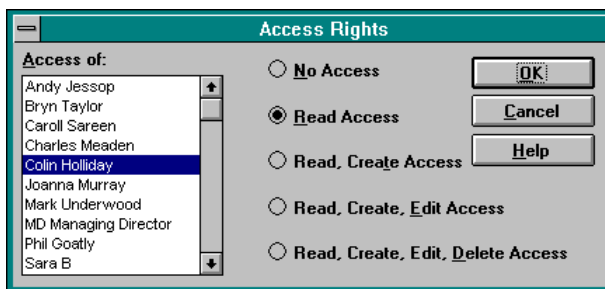 Access Rights
Access of:
Andy Jessop
Bryn Taylor
Caroll Sareen
Charles Meaden
Colin Holliday
Joanna Murray
Mark Underwood
MD Managing Director
Phil Goatly
Sara B
No Access
Read Access
Read, Create Access
Read, Create, Edit Access
Read, Create, Edit, Delete Access
OK
Cancel
Help